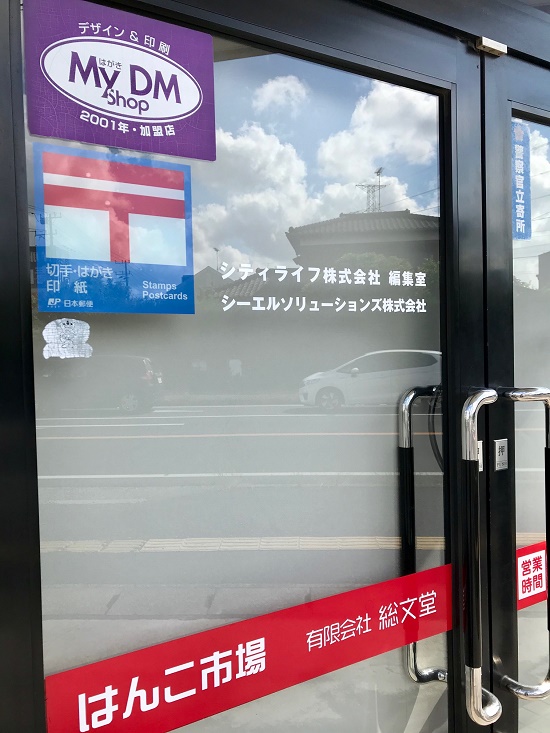 デザイン & 印刷
はがき
My DM
Shop
2001年・加盟店
切手・はがき
印 紙
Stamps
Postcards
日本郵便
シティライフ株式会社 編集室
シーエルソリューションズ株式会社
警察官立寄所
押
営業
時間
はんこ市場 有限会社 総文堂